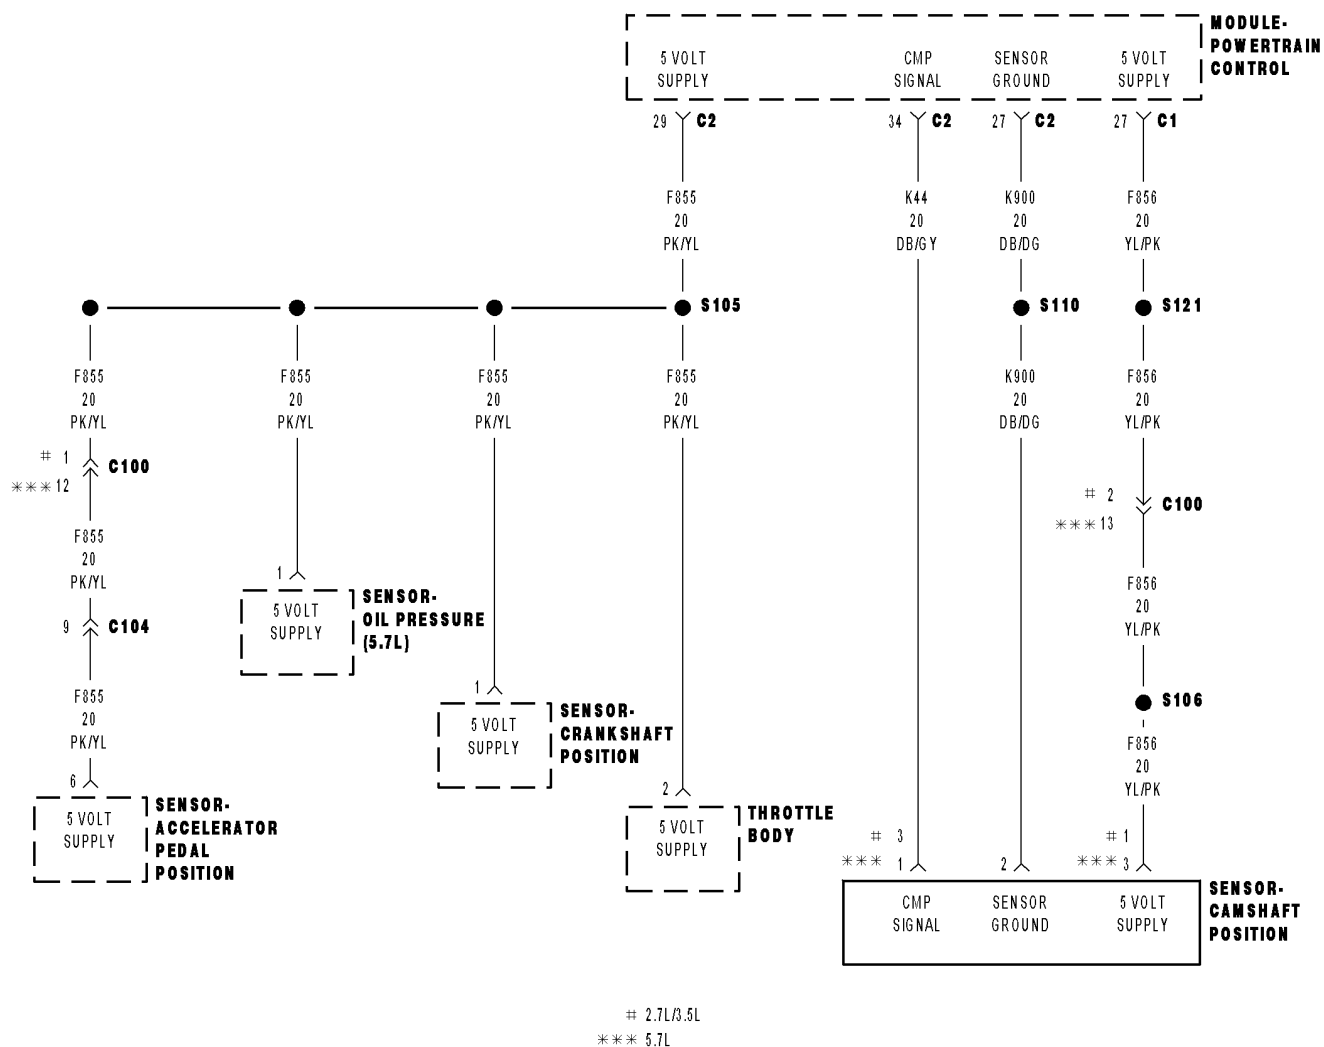 MODULE-
POWERTRAIN
CONTROL
5 VOLT
SUPPLY
CMP
SIGNAL
SENSOR
GROUND
5 VOLT
SUPPLY
29 C2
34 C2
27 C2
27 C1
F855
20
PK/YL
K44
20
DB/GY
K900
20
DB/DG
F856
20
YL/PK
S105
S110
S121
F855
20
PK/YL
F855
20
PK/YL
F855
20
PK/YL
F855
20
PK/YL
K900
20
DB/DG
F856
20
YL/PK
# 1
***12
C100
# 2
***13
C100
F855
20
PK/YL
9 C104
F855
20
PK/YL
6
5 VOLT
SUPPLY
SENSOR-
ACCELERATOR
PEDAL
POSITION
1
5 VOLT
SUPPLY
SENSOR-
OIL PRESSURE
(5.7L)
1
5 VOLT
SUPPLY
SENSOR-
CRANKSHAFT
POSITION
2
5 VOLT
SUPPLY
THROTTLE
BODY
F856
20
YL/PK
S106
F856
20
YL/PK
# 3
*** 1
2
# 1
*** 3
CMP
SIGNAL
SENSOR
GROUND
5 VOLT
SUPPLY
SENSOR-
CAMSHAFT
POSITION
# 2.7L/3.5L
*** 5.7L